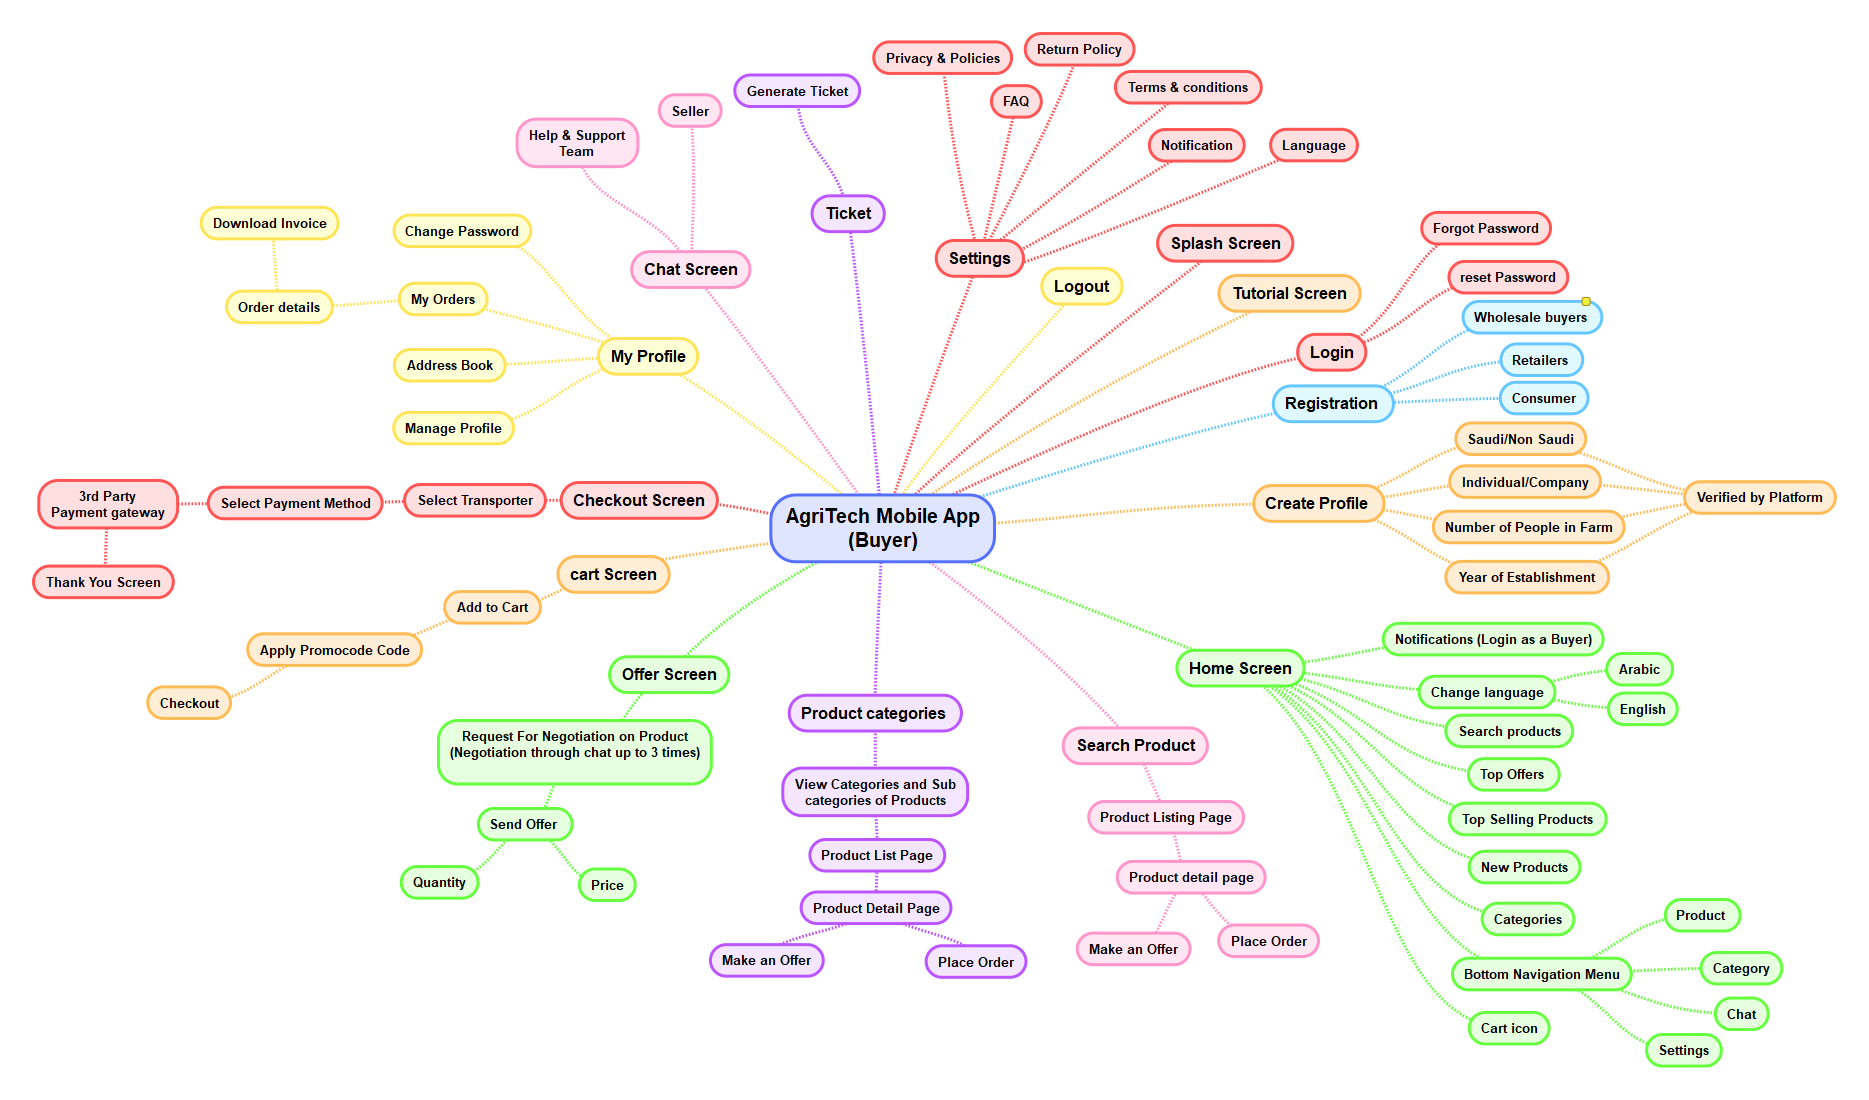 AgriTech Mobile App
(Buyer)
Settings
Privacy & Policies
FAQ
Return Policy
Terms & conditions
Notification
Language
Logout
Splash Screen
Tutorial Screen
Login
Forgot Password
reset Password
Registration
Wholesale buyers
Retailers
Consumer
Create Profile
Saudi/Non Saudi
Individual/Company
Number of People in Farm
Year of Establishment
Verified by Platform
Home Screen
Notifications (Login as a Buyer)
Change language
Arabic
English
Search products
Top Offers
Top Selling Products
New Products
Categories
Bottom Navigation Menu
Product
Category
Chat
Settings
Cart icon
Search Product
Product Listing Page
Product detail page
Make an Offer
Place Order
Product categories
View Categories and Sub
categories of Products
Product List Page
Product Detail Page
Make an Offer
Place Order
Offer Screen
Request For Negotiation on Product
(Negotiation through chat up to 3 times)
Send Offer
Quantity
Price
cart Screen
Add to Cart
Apply Promocode Code
Checkout
Checkout Screen
Select Transporter
Select Payment Method
3rd Party
Payment gateway
Thank You Screen
My Profile
Change Password
My Orders
Order details
Download Invoice
Address Book
Manage Profile
Chat Screen
Help & Support
Team
Seller
Ticket
Generate Ticket